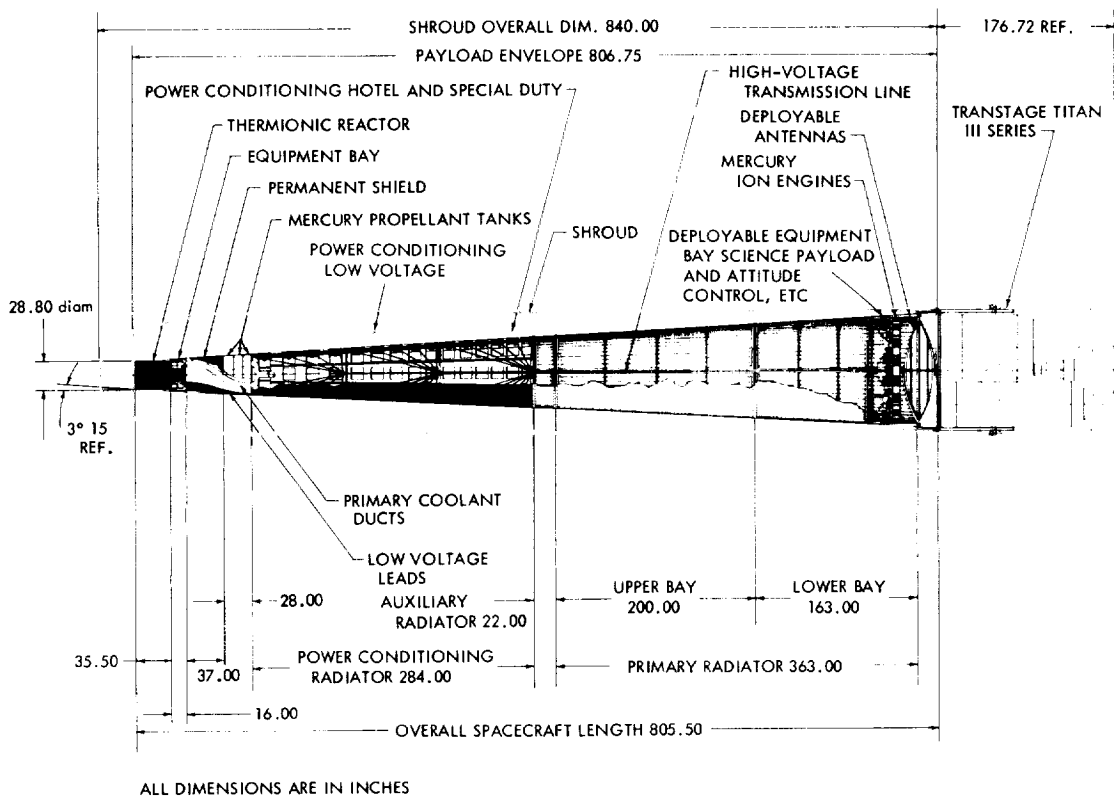 SHROUD OVERALL DIM. 840.00
176.72 REF.
PAYLOAD ENVELOPE 806.75
POWER CONDITIONING HOTEL AND SPECIAL DUTY
HIGH-VOLTAGE
TRANSMISSION LINE
THERMIONIC REACTOR
DEPLOYABLE
ANTENNAS
TRANSTAGE TITAN
III SERIES
EQUIPMENT BAY
MERCURY
ION ENGINES
PERMANENT SHIELD
MERCURY PROPELLANT TANKS
SHROUD
DEPLOYABLE EQUIPMENT
BAY SCIENCE PAYLOAD
AND ATTITUDE
CONTROL, ETC
POWER CONDITIONING
LOW VOLTAGE
28.80 diam
3° 15
REF.
PRIMARY COOLANT
DUCTS
LOW VOLTAGE
LEADS
28.00
AUXILIARY
RADIATOR 22.00
UPPER BAY
200.00
LOWER BAY
163.00
35.50
37.00
POWER CONDITIONING
RADIATOR 284.00
PRIMARY RADIATOR 363.00
16.00
OVERALL SPACECRAFT LENGTH 805.50
ALL DIMENSIONS ARE IN INCHES